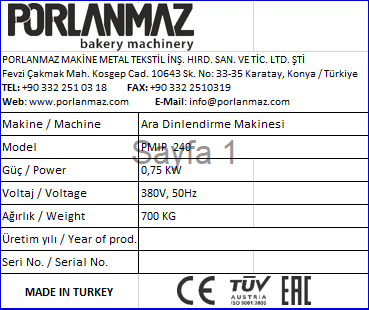 PORLANMAZ
bakery machinery
PORLANMAZ MAKİNE METAL TEKSTİL İNŞ. HIRD. SAN. VE TİC. LTD. ŞTİ
Fevzi Çakmak Mah. Kosgep Cad. 10643 Sk. No: 33-35 Karatay, Konya / Türkiye
TEL: +90 332 251 03 18 FAX: +90 332 2510319
Web: www.porlanmaz.com E-Mail: info@porlanmaz.com
Makine / Machine Ara Dinlendirme Makinesi
Model PMIP 240
Sayfa 1
Güç / Power 0,75 KW
Voltaj / Voltage 380V, 50Hz
Ağırlık / Weight 700 KG
Üretim yılı / Year of prod.
Seri No. / Serial No.
MADE IN TURKEY CE TÜV EAC
AUSTRIA
ISO 9001:2008